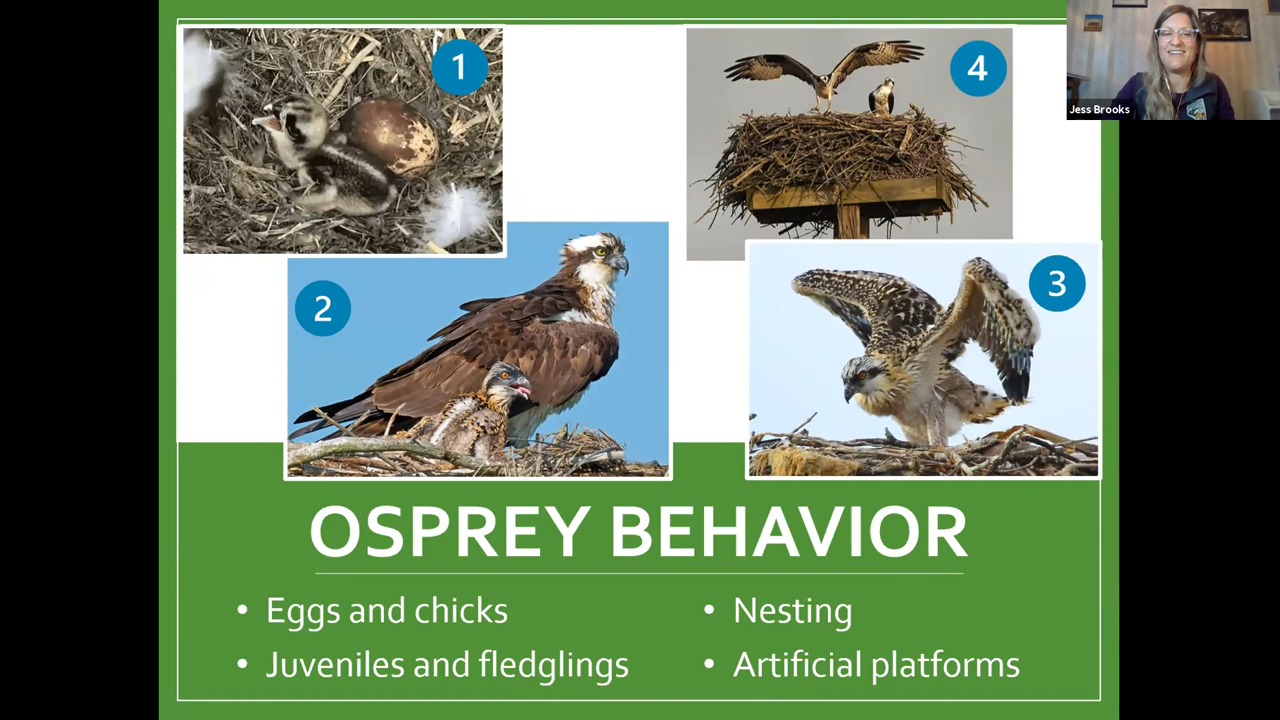 1
4
Jess Brooks
2
3
OSPREY BEHAVIOR
• Eggs and chicks
• Juveniles and fledglings
• Nesting
• Artificial platforms